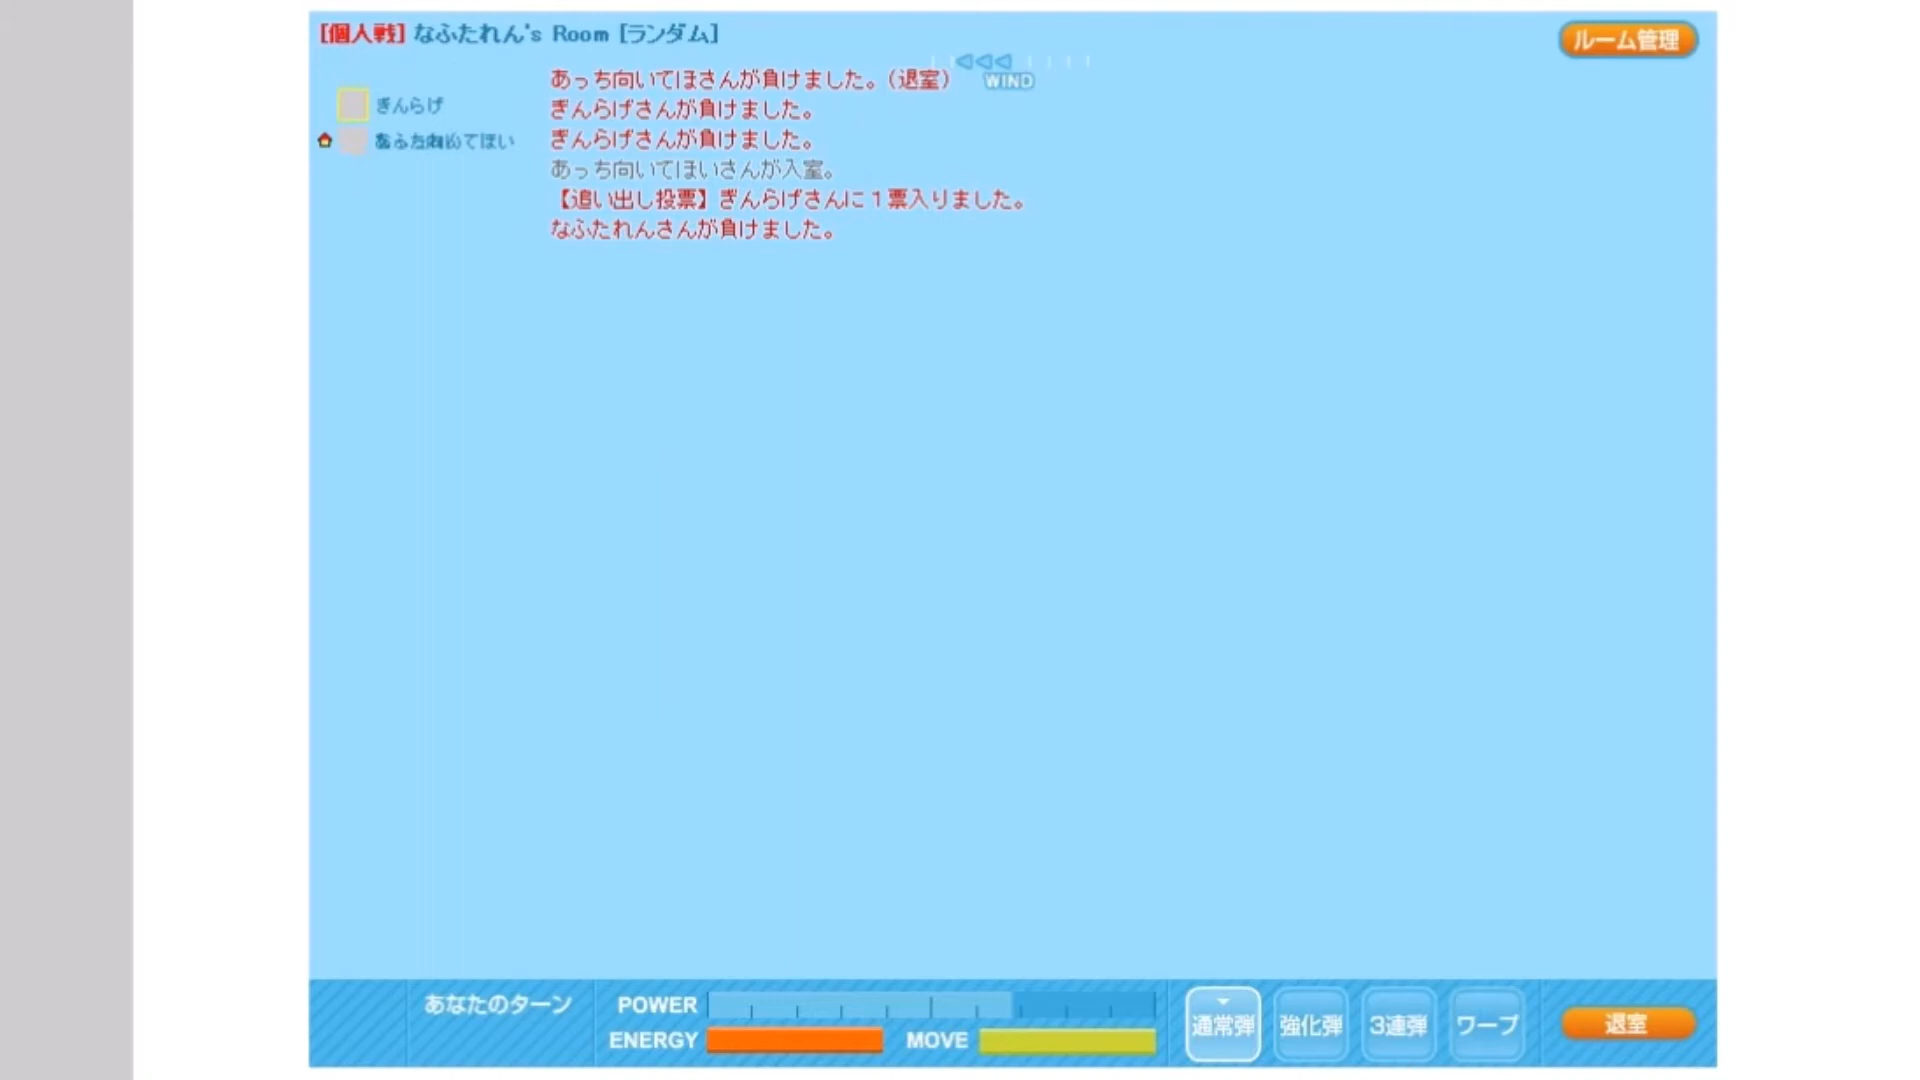 [個人戦] なふたれん's Room [ランダム]
ルーム管理
WIND
あっち向いてほさんが負けました。(退室)
ぎんらげさんが負けました。
ぎんらげさんが負けました。
あっち向いてほいさんが入室。
【追い出し投票】ぎんらげさんに1票入りました。
なふたれんさんが負けました。
ぎんらげ
あなたのターン
POWER
ENERGY
MOVE
通常弾
強化弾
3連弾
ワープ
退室